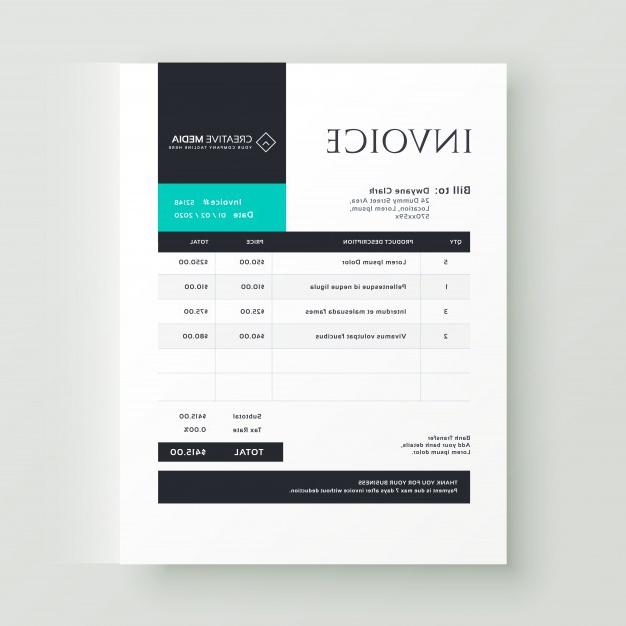 INVOICE
CREATIVE MEDIA
YOUR COMPANY TAGLINE HERE
Bill to: Dwyane Clark
24 Dummy Street Area,
Location, Lorem Ipsum,
570xx59x
Invoice# 52148
Date 01 / 02 / 2020
QTY PRODUCT DESCRIPTION PRICE TOTAL
5 Lorem Ipsum Dolor $50.00 $250.00
1 Pellentesque id neque ligula $10.00 $10.00
3 Interdum et malesuada fames $25.00 $75.00
2 Vivamus volutpat faucibus $40.00 $80.00
Subtotal $415.00
Tax Rate 0.00%
TOTAL $415.00
Bank Transfer
Add your bank details,
Lorem ipsum dolor.
THANK YOU FOR YOUR BUSINESS
Payment is due max 7 days after invoice without deduction.